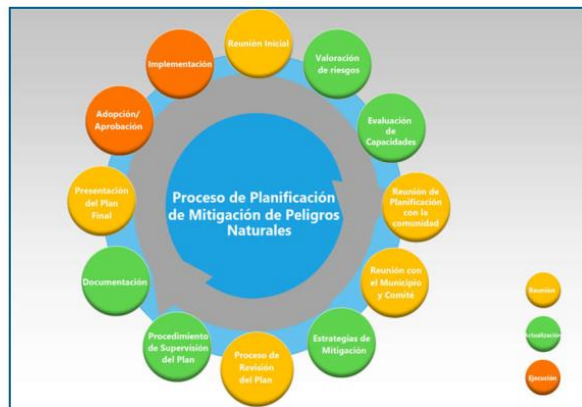 Reunión Inicial
Valoración
de riesgos
Evaluación
de
Capacidades
Reunión de
Planificación
con la
comunidad
Reunión con
el Municipio
y Comité
Estrategias de
Mitigación
Proceso de
Revisión
del Plan
Procedimiento
de Supervisión
del Plan
Documentación
Presentación
del Plan
Final
Adopción/
Aprobación
Implementación
Proceso de Planificación
de Mitigación de Peligros
Naturales
Reunión
Actualización
Ejecución